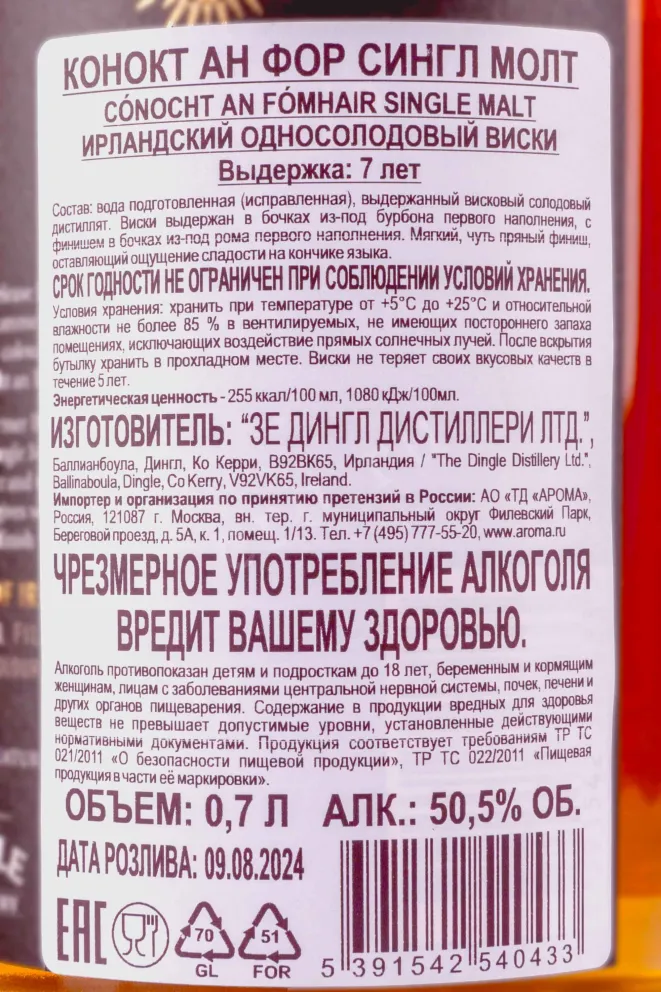 КОНОКТ АН ФОР СИНГЛ МОЛТ
CÓNOCHT AN FÓMHAIR SINGLE MALT
ИРЛАНДСКИЙ ОДНОСОЛОДОВЫЙ ВИСКИ
Выдержка: 7 лет
Состав: вода подготовленная (исправленная), выдержанный висковый солодовый
дистиллят. Виски выдержан в бочках из-под бурбона первого наполнения, с
финишем в бочках из-под рома первого наполнения. Мягкий, чуть пряный финиш,
оставляющий ощущение сладости на кончике языка.
СРОК ГОДНОСТИ НЕ ОГРАНИЧЕН ПРИ СОБЛЮДЕНИИ УСЛОВИЙ ХРАНЕНИЯ.
Условия хранения: хранить при температуре от +5°C до +25°C и относительной
влажности не более 85 % в вентилируемых, не имеющих постороннего запаха
помещениях, исключающих воздействие прямых солнечных лучей. После вскрытия
бутылку хранить в прохладном месте. Виски не теряет своих вкусовых качеств в
течение 5 лет.
Энергетическая ценность - 255 ккал/100 мл, 1080 кДж/100мл.
ИЗГОТОВИТЕЛЬ: “ЗЕ ДИНГЛ ДИСТИЛЛЕРИ ЛТД.”,
Баллианбоула, Дингл, Ко Керри, В92ВК65, Ирландия / "The Dingle Distillery Ltd.",
Ballinaboula, Dingle, Co Kerry, V92VK65, Ireland.
Импортер и организация по принятию претензий в России: АО «ТД «АРОМА»,
Россия, 121087 г. Москва, вн. тер. г. муниципальный округ Филевский Парк,
Береговой проезд, д. 5А, к. 1, помещ. 1/13. Тел. +7 (495) 777-55-20, www.aroma.ru
ЧРЕЗМЕРНОЕ УПОТРЕБЛЕНИЕ АЛКОГОЛЯ
ВРЕДИТ ВАШЕМУ ЗДОРОВЬЮ.
Алкоголь противопоказан детям и подросткам до 18 лет, беременным и кормящим
женщинам, лицам с заболеваниями центральной нервной системы, почек, печени и
других органов пищеварения. Содержание в продукции вредных для здоровья
веществ не превышает допустимые уровни, установленные действующими
нормативными документами. Продукция соответствует требованиям ТР ТС
021/2011 «О безопасности пищевой продукции», ТР ТС 022/2011 «Пищевая
продукция в части её маркировки».
ОБЪЕМ: 0,7 Л АЛК.: 50,5% ОБ.
ДАТА РОЗЛИВА: 09.08.2024
EAC 70 GL 51 FOR
5 391542 540433